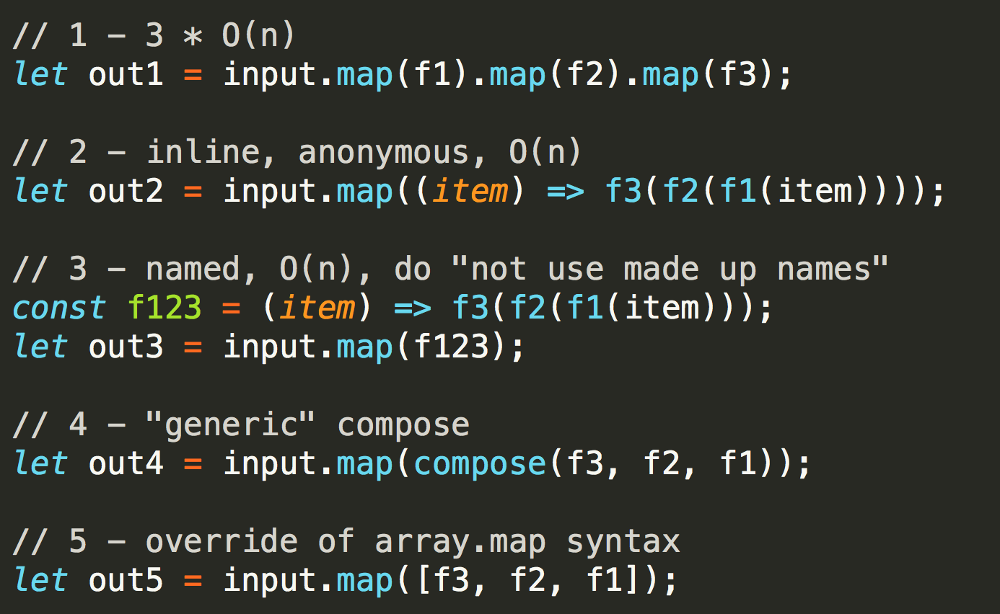 // 1 – 3 * O(n)
let out1 = input.map(f1).map(f2).map(f3);
// 2 – inline, anonymous, O(n)
let out2 = input.map((item) => f3(f2(f1(item))));
// 3 – named, O(n), do "not use made up names"
const f123 = (item) => f3(f2(f1(item)));
let out3 = input.map(f123);
// 4 – "generic" compose
let out4 = input.map(compose(f3, f2, f1));
// 5 – override of array.map syntax
let out5 = input.map([f3, f2, f1]);